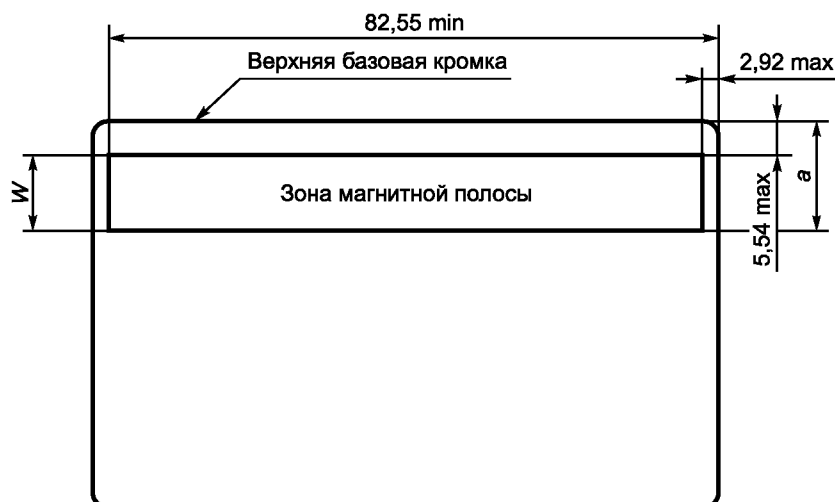 82,55 min
Верхняя базовая кромка
2,92 max
W
Зона магнитной полосы
5,54 max
a